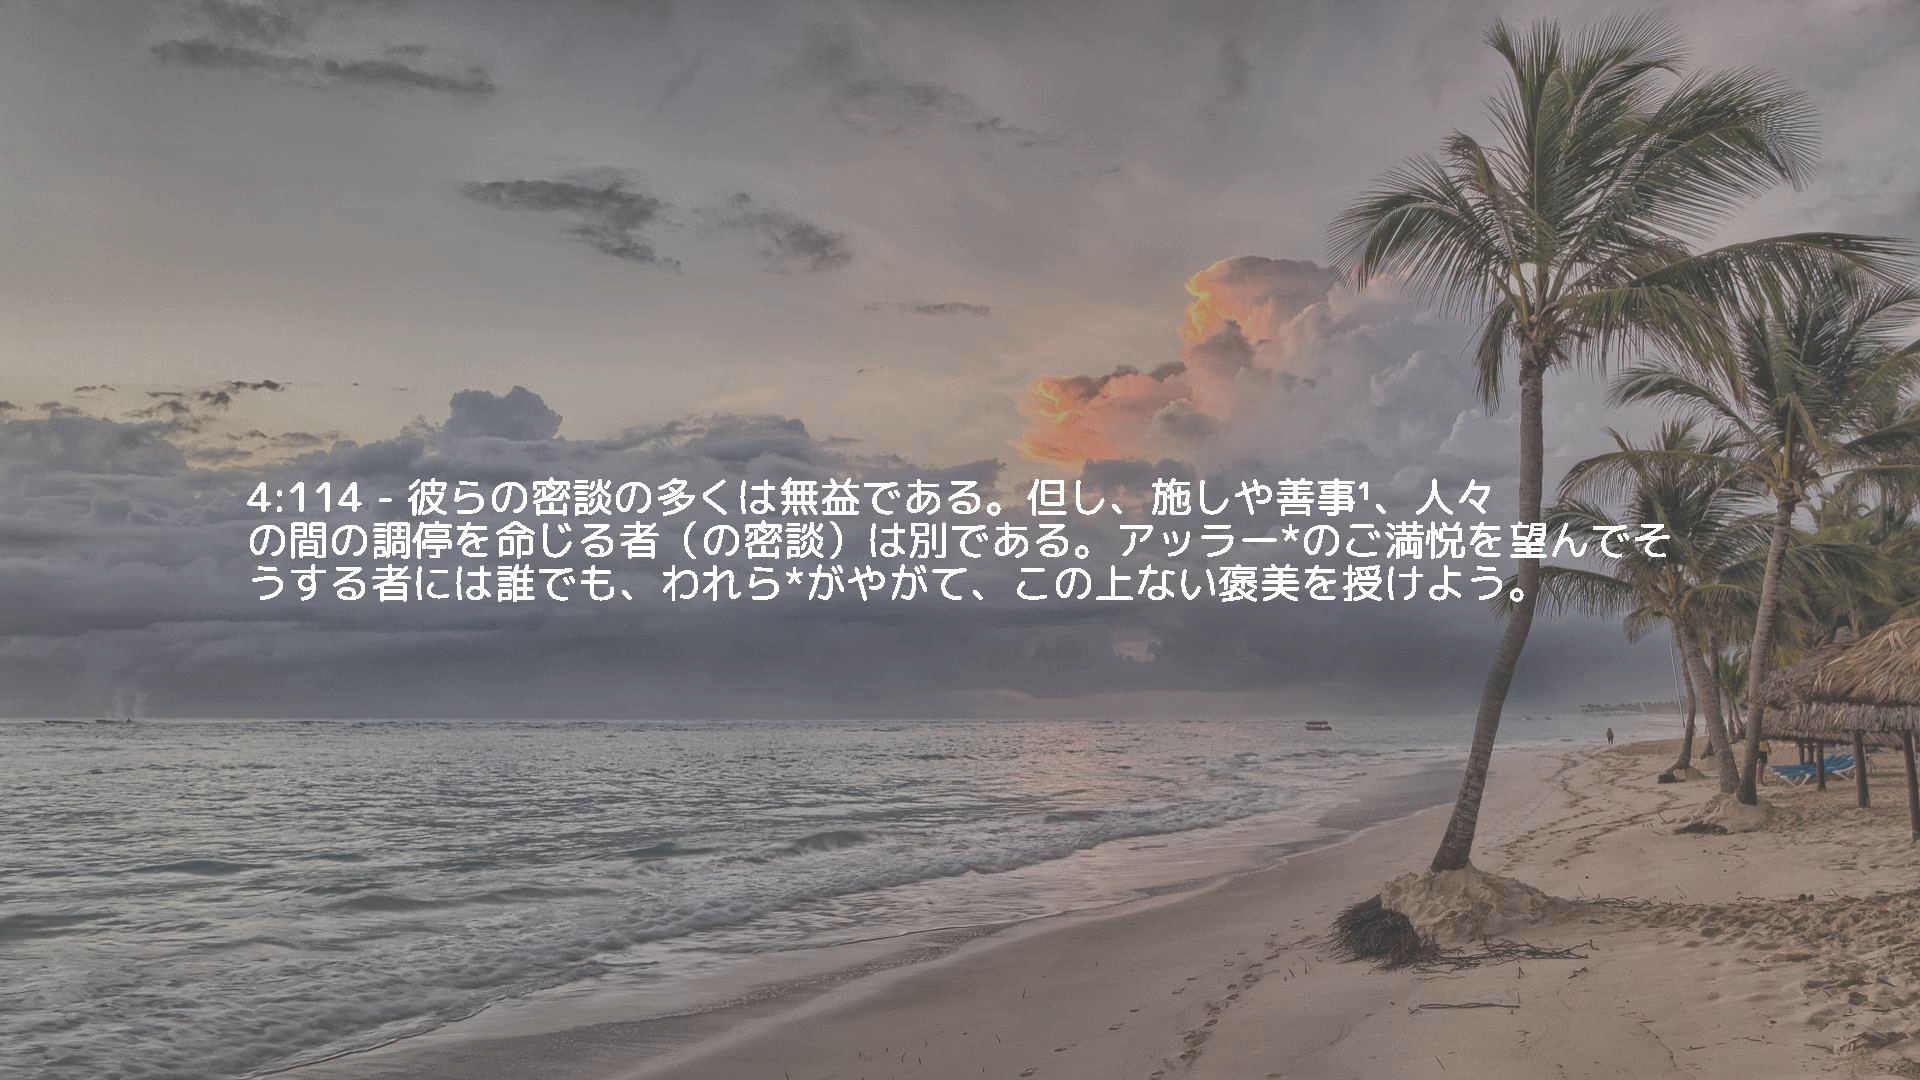 4:114 - 彼らの密談の多くは無益である。但し、施しや善事¹、人々
の間の調停を命じる者（の密談）は別である。アッラー*のご満悦を望んでそ
うする者には誰でも、われら*がやがて、この上ない褒美を授けよう。